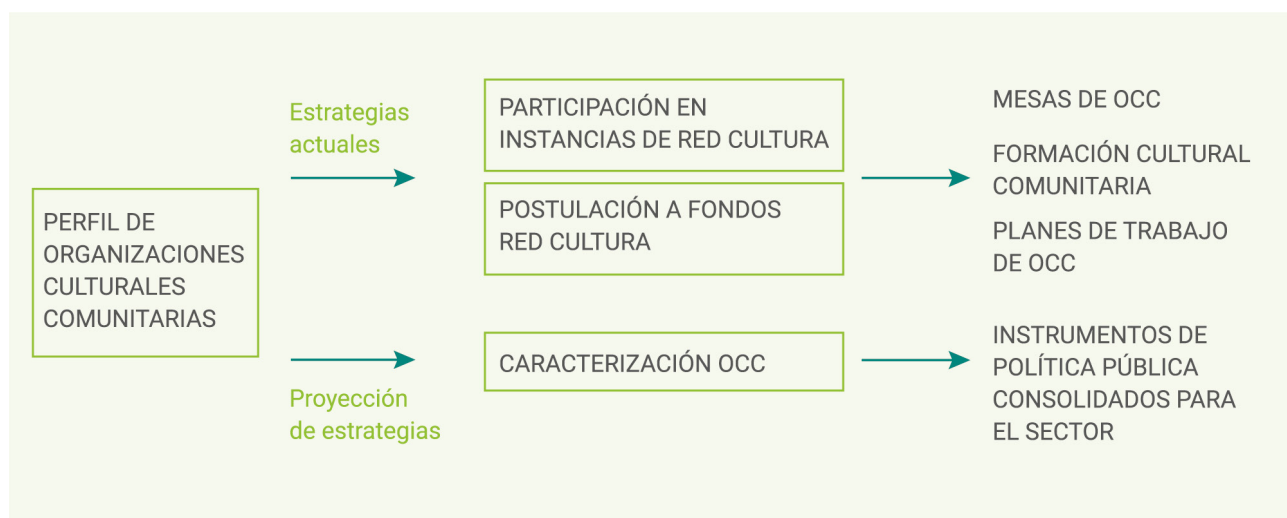 PERFIL DE
ORGANIZACIONES
CULTURALES
COMUNITARIAS
Estrategias
actuales
PARTICIPACIÓN EN
INSTANCIAS DE RED CULTURA
POSTULACIÓN A FONDOS
RED CULTURA
MESAS DE OCC
FORMACIÓN CULTURAL
COMUNITARIA
PLANES DE TRABAJO
DE OCC
Proyección
de estrategias
CARACTERIZACIÓN OCC
INSTRUMENTOS DE
POLÍTICA PÚBLICA
CONSOLIDADOS PARA
EL SECTOR